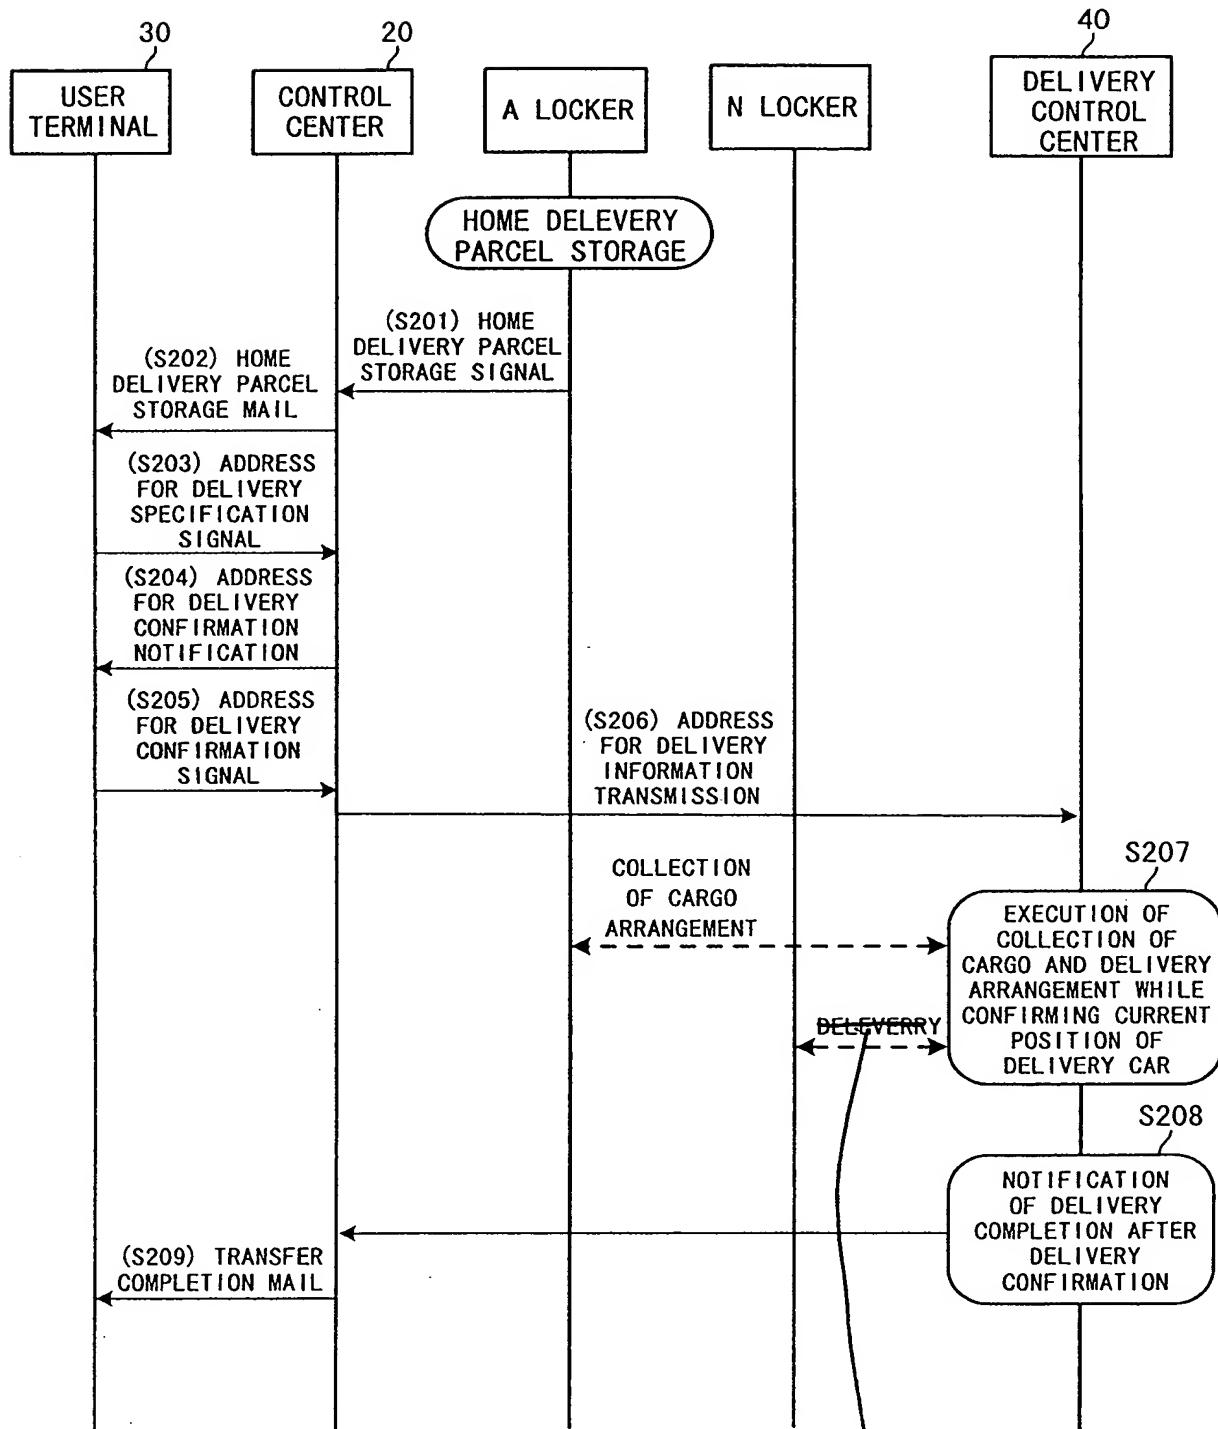 30
20
40
USER
TERMINAL
CONTROL
CENTER
A LOCKER
N LOCKER
DELIVERY
CONTROL
CENTER
HOME DELEVERY
PARCEL STORAGE
(S201) HOME
DELIVERY PARCEL
STORAGE SIGNAL
(S202) HOME
DELIVERY PARCEL
STORAGE MAIL
(S203) ADDRESS
FOR DELIVERY
SPECIFICATION
SIGNAL
(S204) ADDRESS
FOR DELIVERY
CONFIRMATION
NOTIFICATION
(S205) ADDRESS
FOR DELIVERY
CONFIRMATION
SIGNAL
(S206) ADDRESS
FOR DELIVERY
INFORMATION
TRANSMISSION
COLLECTION
OF CARGO
ARRANGEMENT
S207
EXECUTION OF
COLLECTION OF
CARGO AND DELIVERY
ARRANGEMENT WHILE
CONFIRMING CURRENT
POSITION OF
DELIVERY CAR
DELEVERRY
S208
NOTIFICATION
OF DELIVERY
COMPLETION AFTER
DELIVERY
CONFIRMATION
(S209) TRANSFER
COMPLETION MAIL